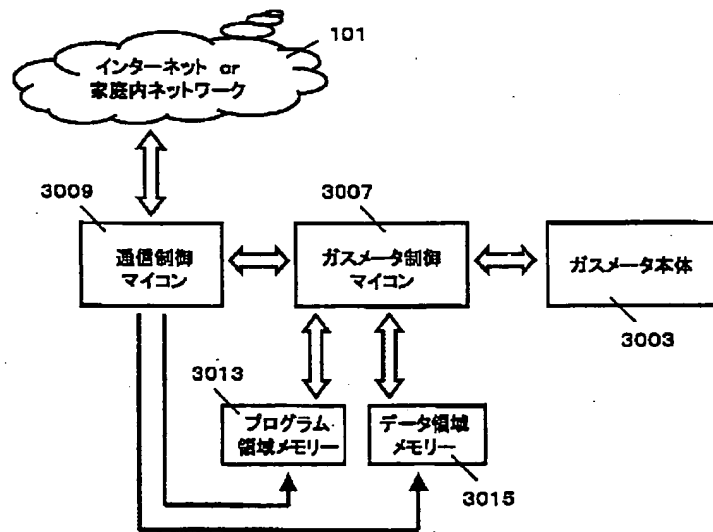 101
インターネット or
家庭内ネットワーク
3009
3007
通信制御
マイコン
ガスメータ制御
マイコン
ガスメータ本体
3003
3013
プログラム
領域メモリー
データ領域
メモリー
3015